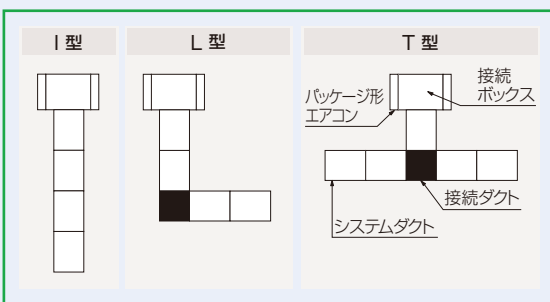 I 型
L 型
T 型
接続
ボックス
パッケージ形
エアコン
接続ダクト
システムダクト